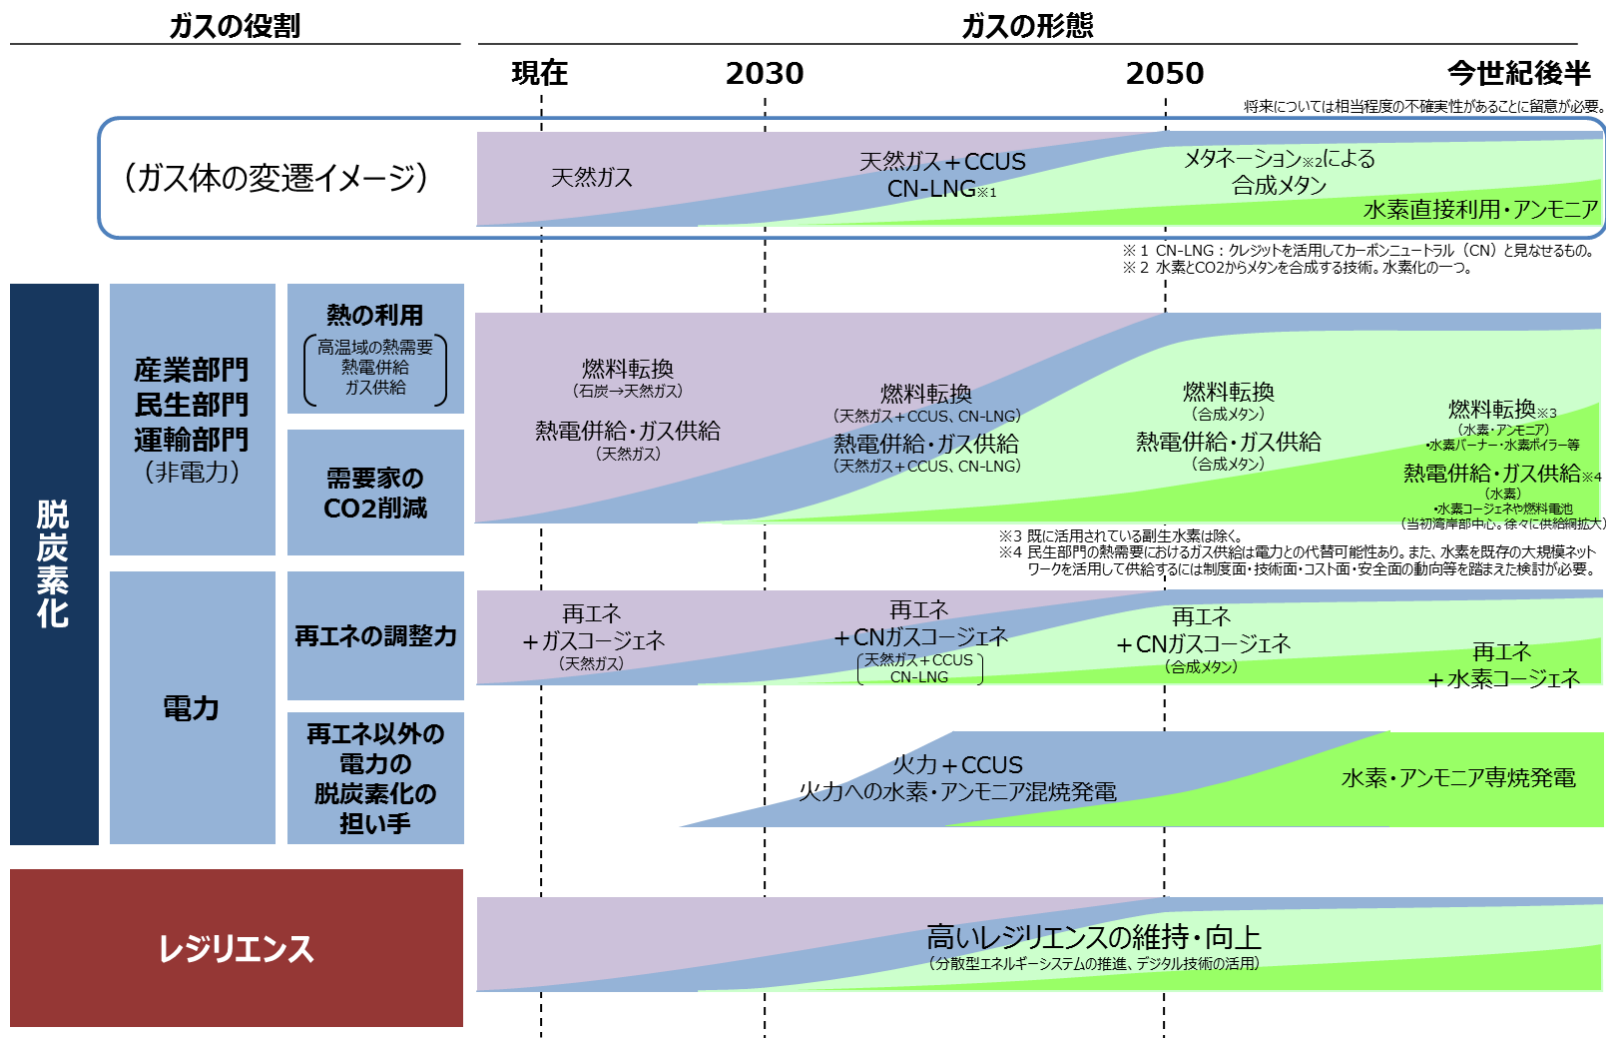 ガスの役割
ガスの形態
現在
2030
2050
今世紀後半
将来については相当程度の不確実性があることに留意が必要。
（ガス体の変遷イメージ）
天然ガス
天然ガス＋CCUS
CN-LNG※1
メタネーション※2による
合成メタン
水素直接利用・アンモニア
※１ CN-LNG：クレジットを活用してカーボンニュートラル（CN）と見なせるもの。
※２ 水素とCO2からメタンを合成する技術。水素化の一つ。
脱炭素化
産業部門
民生部門
運輸部門
（非電力）
熱の利用
高温域の熱需要
熱電併給
ガス供給
需要家の
CO2削減
燃料転換
（石炭→天然ガス）
熱電併給・ガス供給
（天然ガス）
燃料転換
（天然ガス＋CCUS、CN-LNG）
熱電併給・ガス供給
（天然ガス＋CCUS、CN-LNG）
燃料転換
（合成メタン）
熱電併給・ガス供給
（合成メタン）
燃料転換※3
（水素・アンモニア）
・水素バーナー・水素ボイラー等
熱電併給・ガス供給※4
（水素）
・水素コージェネや燃料電池
（当初湾岸部中心。徐々に供給網拡大）
※３ 既に活用されている副生水素は除く。
※４ 民生部門の熱需要におけるガス供給は電力との代替可能性あり。また、水素を既存の大規模ネット
ワークを活用して供給するには制度面・技術面・コスト面・安全面の動向等を踏まえた検討が必要。
電力
再エネの調整力
再エネ
＋ガスコージェネ
（天然ガス）
再エネ
＋CNガスコージェネ
天然ガス＋CCUS
CN-LNG
再エネ
＋CNガスコージェネ
（合成メタン）
再エネ
＋水素コージェネ
再エネ以外の
電力の
脱炭素化の
担い手
火力＋CCUS
火力への水素・アンモニア混焼発電
水素・アンモニア専焼発電
レジリエンス
高いレジリエンスの維持・向上
（分散型エネルギーシステムの推進、デジタル技術の活用）